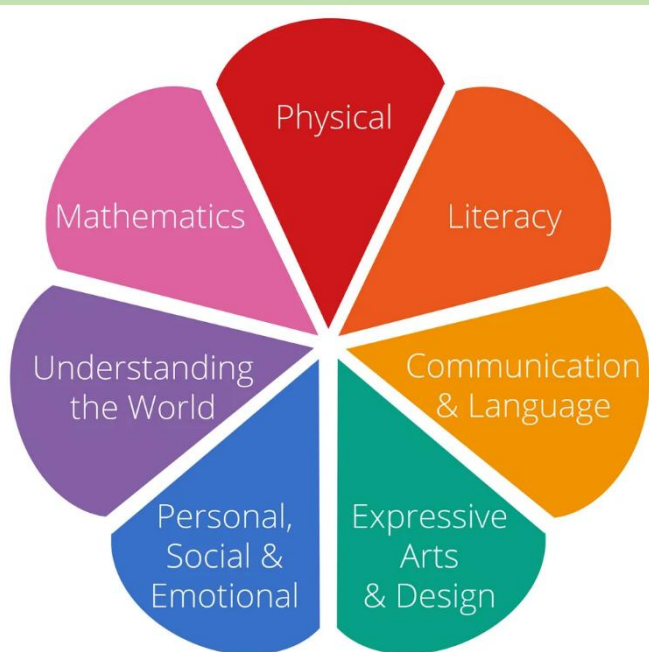 Physical
Literacy
Communication
& Language
Expressive
Arts
& Design
Personal,
Social &
Emotional
Understanding
the World
Mathematics